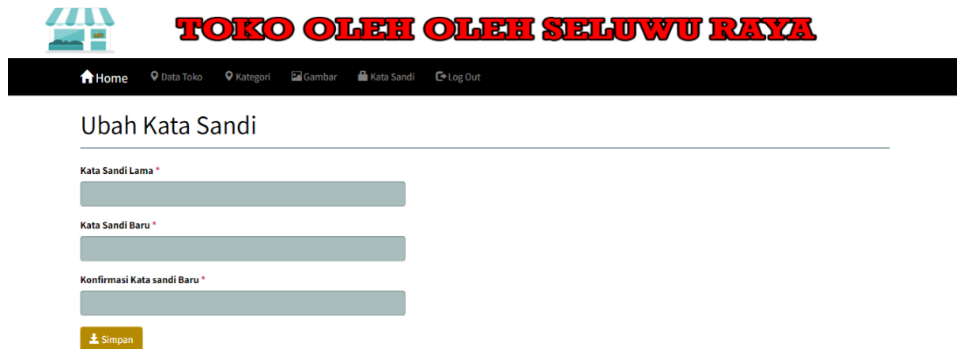 TOKO OLEH OLEH SELUWU RAYA
Home Data Toko Kategori Gambar Kata Sandi Log Out
Ubah Kata Sandi
Kata Sandi Lama *
Kata Sandi Baru *
Konfirmasi Kata sandi Baru *
Simpan